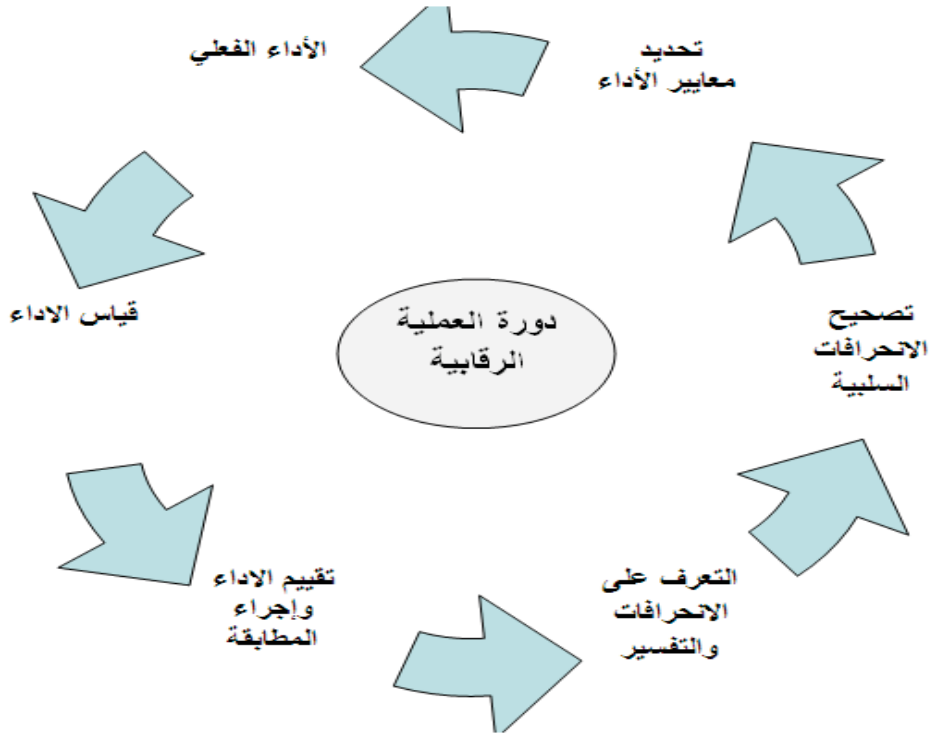 تحديد
معايير الأداء
الأداء الفعلي
قياس الاداء
تقييم الاداء
وإجراء
المطابقة
التعرف على
الانحرافات
والتفسير
تصحيح
الانحرافات
السلبية
دورة العملية
الرقابية